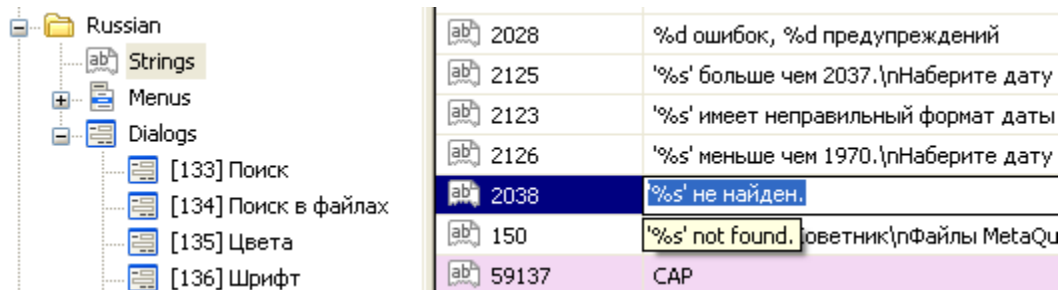 Russian
Strings
Menus
Dialogs
[133] Поиск
[134] Поиск в файлах
[135] Цвета
[136] Шрифт
2028 %d ошибок, %d предупреждений
2125 '%s' больше чем 2037.\nНаберите дату
2123 '%s' имеет неправильный формат даты
2126 '%s' меньше чем 1970.\nНаберите дату
2038 '%s' не найден.
150 '%s' not found. оветник\nФайлы MetaQu
59137 CAP